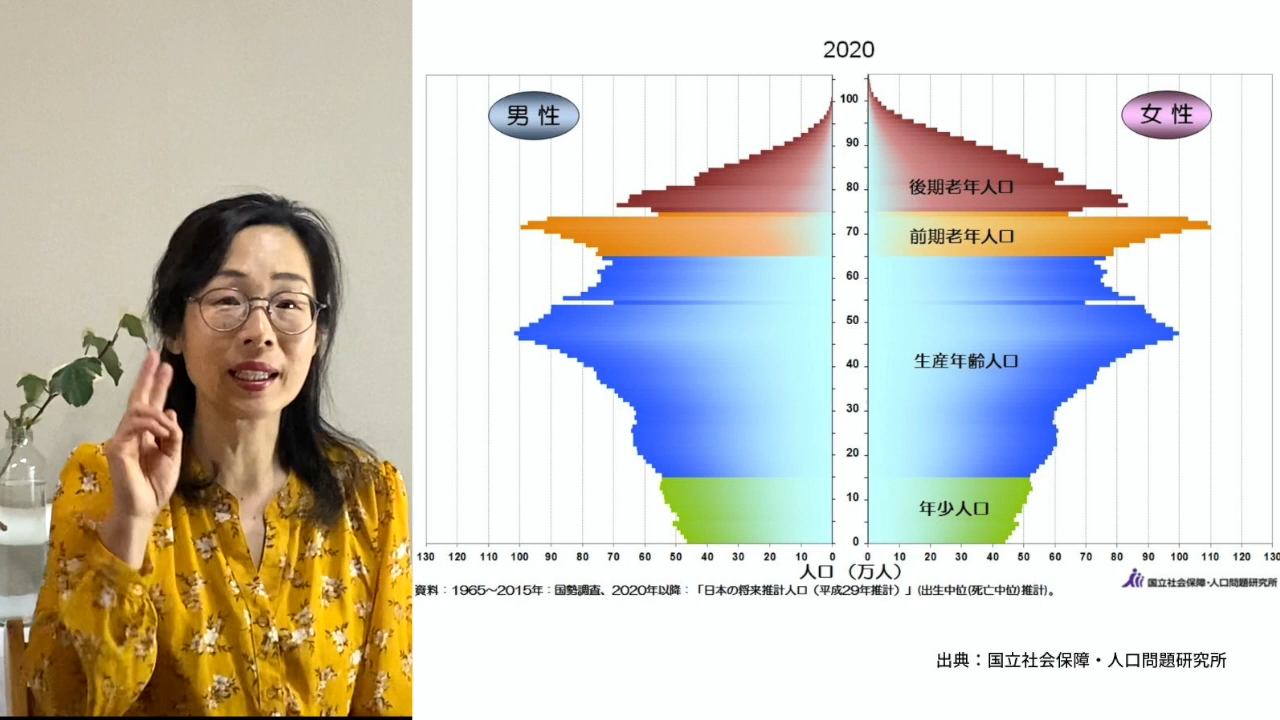 2020
男性
女性
100
90
80
70
60
50
40
30
20
10
0
後期老年人口
前期老年人口
生産年齢人口
年少人口
130 120 110 100 90 80 70 60 50 40 30 20 10 0
0 10 20 30 40 50 60 70 80 90 100 110 120 130
人口 (万人)
資料：1965～2015年：国勢調査、2020年以降：「日本の将来推計人口（平成29年推計）」(出生中位(死亡中位)推計)。
国立社会保障・人口問題研究所
出典：国立社会保障・人口問題研究所